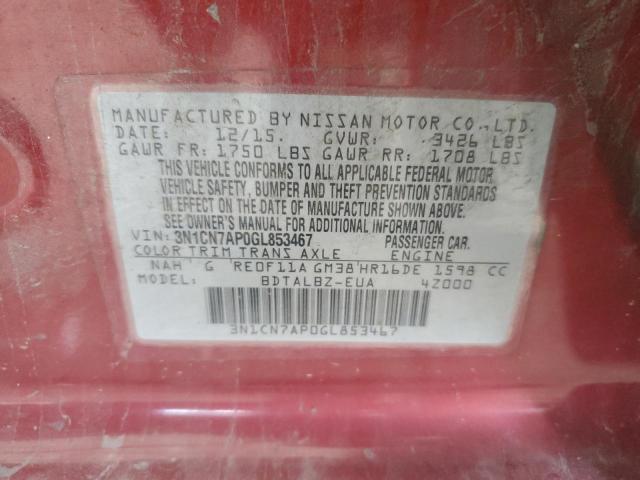 MANUFACTURED BY NISSAN MOTOR CO., LTD.
DATE: 12/15. GVWR: 3426 LBS
GAWR FR: 1750 LBS GAWR RR: 1708 LBS
THIS VEHICLE CONFORMS TO ALL APPLICABLE FEDERAL MOTOR
VEHICLE SAFETY, BUMPER AND THEFT PREVENTION STANDARDS
IN EFFECT ON THE DATE OF MANUFACTURE SHOWN ABOVE.
SEE OWNER'S MANUAL FOR ADDITIONAL INFORMATION.
VIN: 3N1CN7AP0GL853467 PASSENGER CAR.
COLOR TRIM TRANS AXLE ENGINE
NAH G RE0F11A GM38 HR16DE 1598 CC
MODEL: BDTALBZ-EUA 4Z000
3N1CN7AP0GL853467